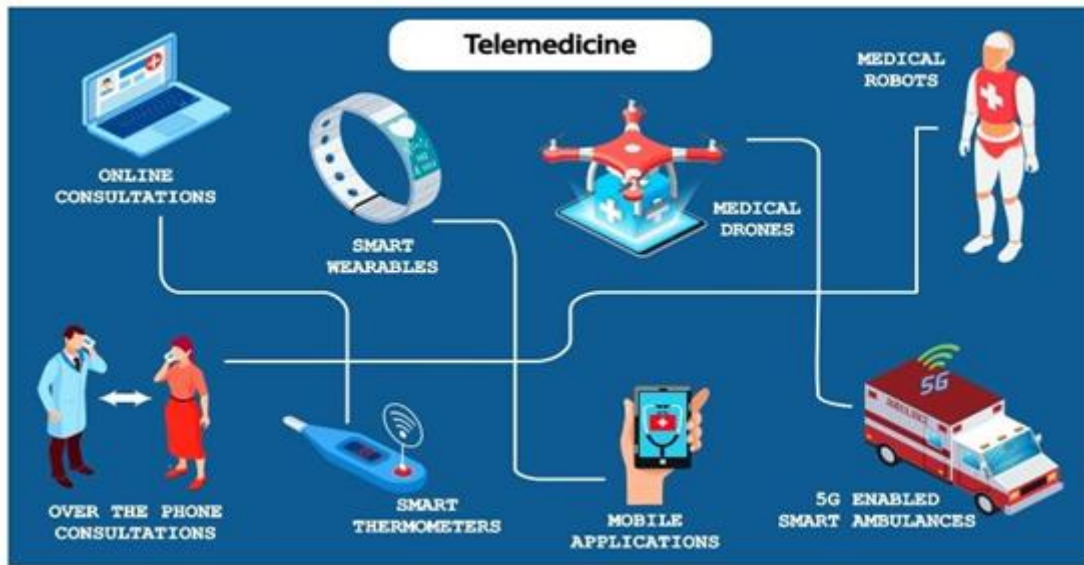 Telemedicine
ONLINE
CONSULTATIONS
SMART
WEARABLES
MEDICAL
DRONES
MEDICAL
ROBOTS
OVER THE PHONE
CONSULTATIONS
SMART
THERMOMETERS
MOBILE
APPLICATIONS
5G
AMBULANCE
5G ENABLED
SMART AMBULANCES